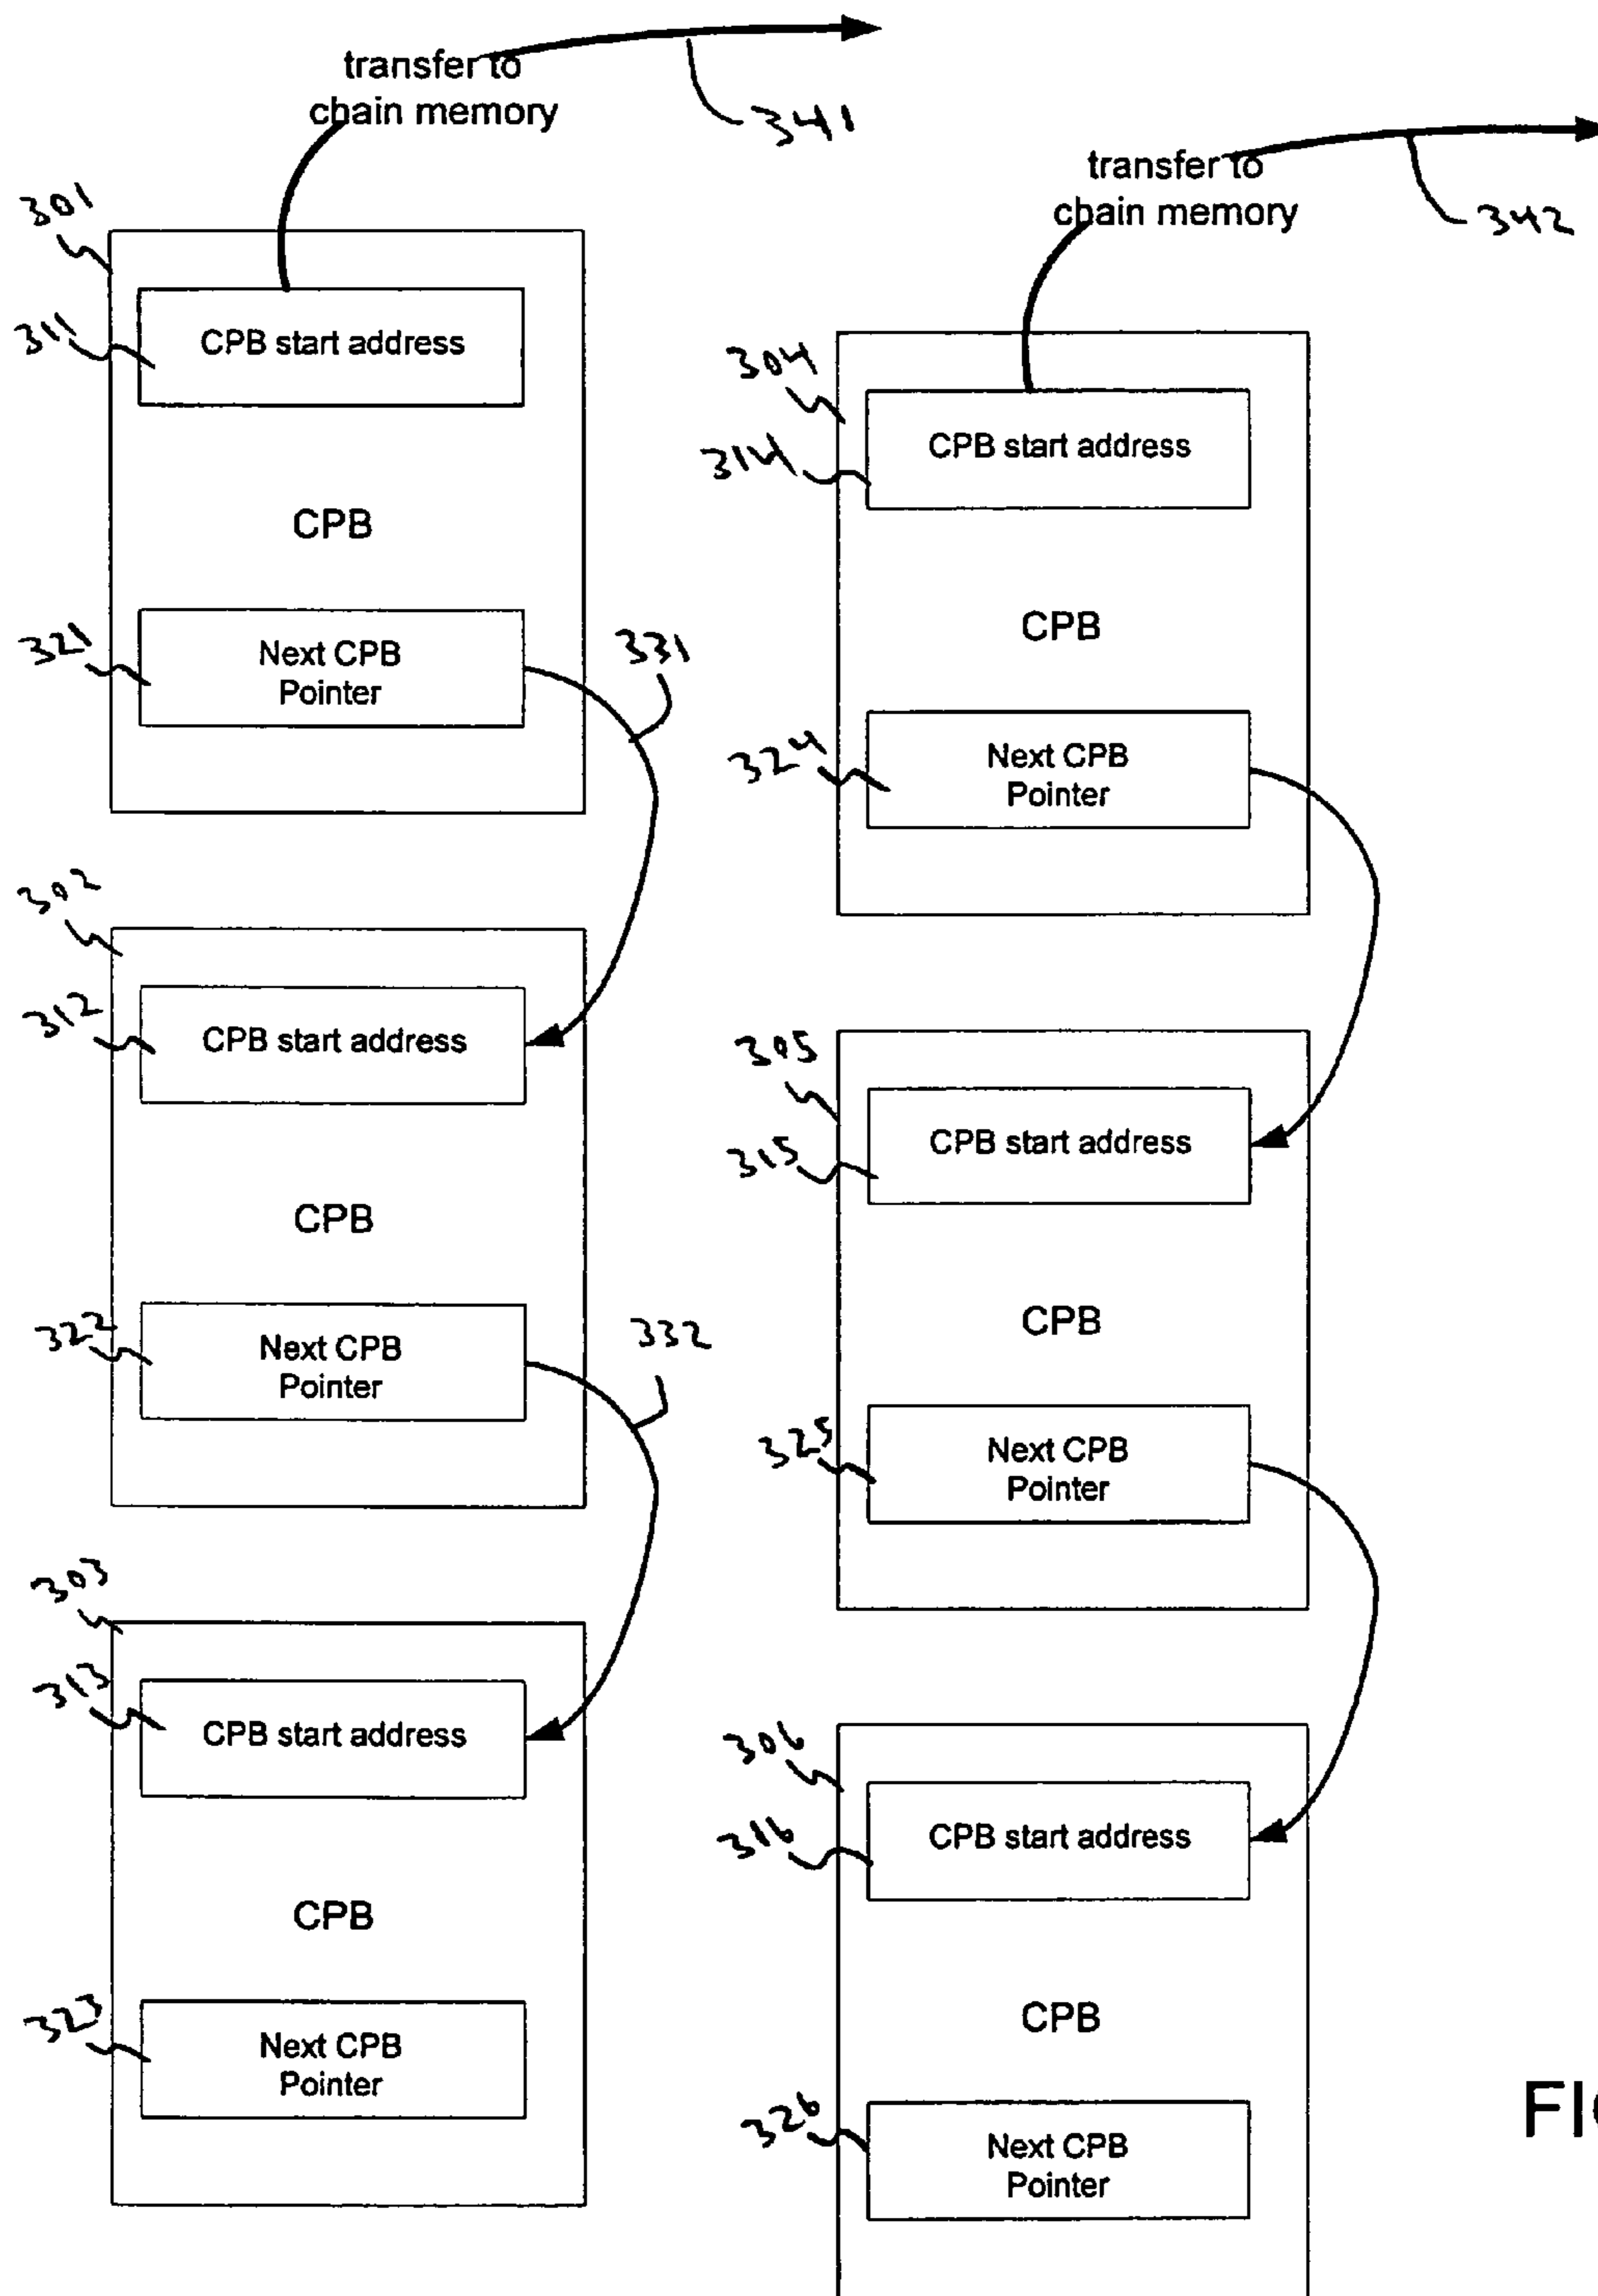 transfer to
chain memory
341
301
311
CPB start address
CPB
321
Next CPB
Pointer
331
302
312
CPB start address
CPB
322
Next CPB
Pointer
332
303
313
CPB start address
CPB
323
Next CPB
Pointer
transfer to
chain memory
342
304
314
CPB start address
CPB
324
Next CPB
Pointer
305
315
CPB start address
CPB
325
Next CPB
Pointer
306
316
CPB start address
CPB
326
Next CPB
Pointer